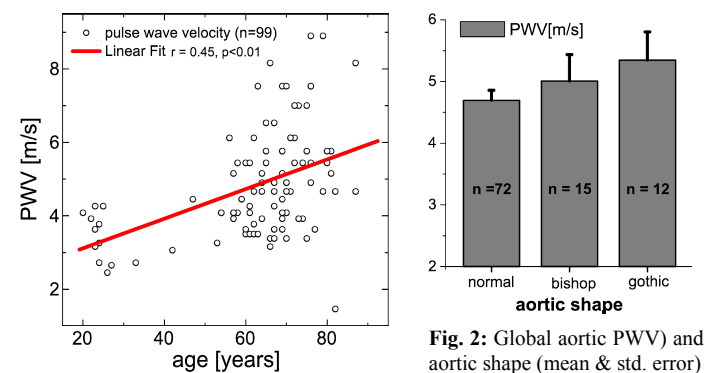 pulse wave velocity (n=99)
Linear Fit r = 0.45, p<0.01
8
6
4
2
PWV [m/s]
20
40
60
80
age [years]
PWV[m/s]
6
5
4
3
2
n =72
n = 15
n = 12
normal
bishop
gothic
aortic shape
Fig. 2: Global aortic PWV) and
aortic shape (mean & std. error)